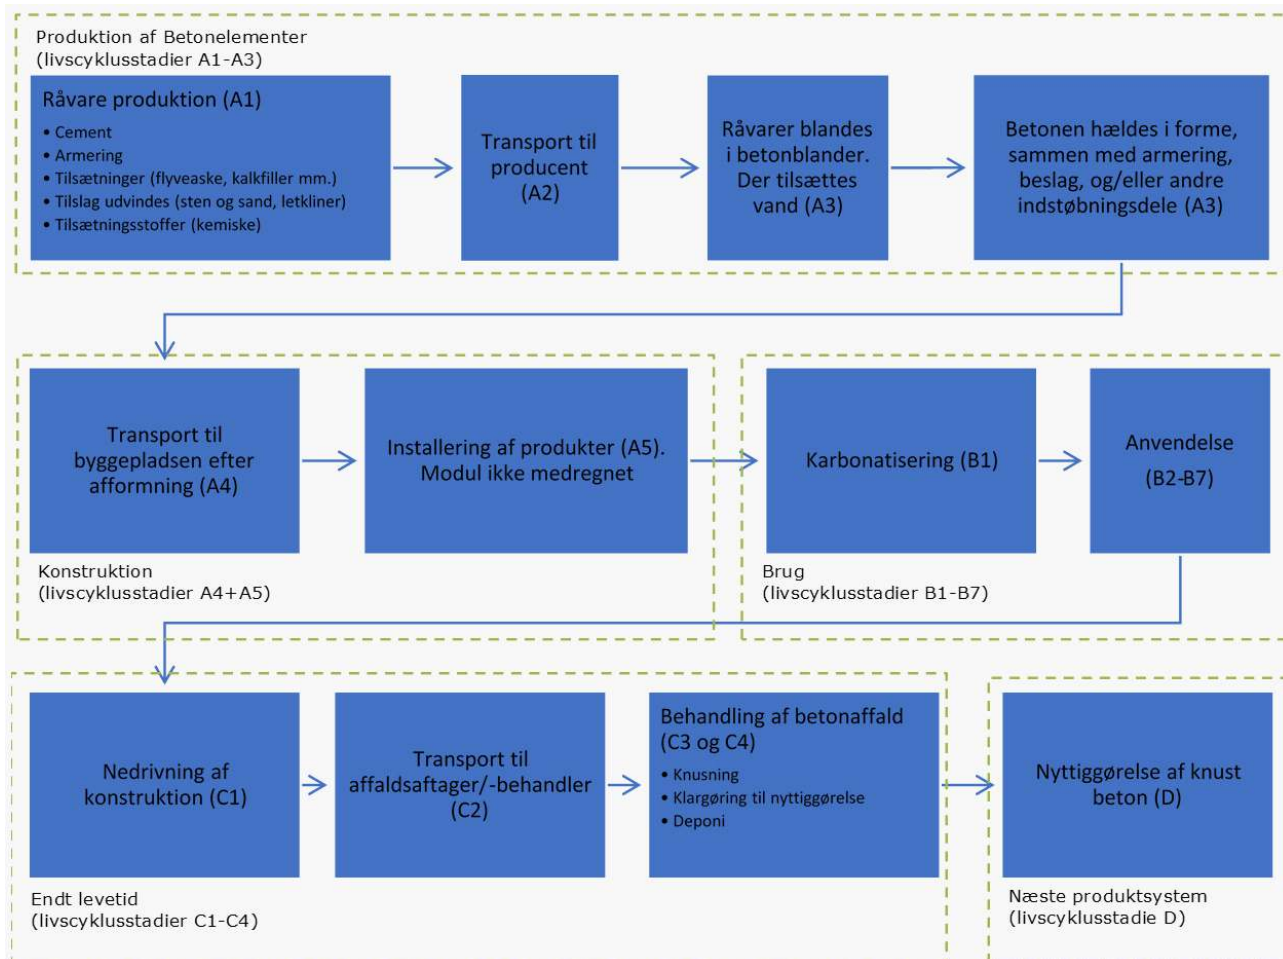 Produktion af Betonelementer
(livscyklusstadier A1-A3)
Råvare produktion (A1)
• Cement
• Armering
• Tilsætninger (flyveaske, kalkfiller mm.)
• Tilslag udvindes (sten og sand, letkliner)
• Tilsætningsstoffer (kemiske)
Transport til
producent
(A2)
Råvarer blandes
i betonblander.
Der tilsættes
vand (A3)
Betonen hældes i forme,
sammen med armering,
beslag, og/eller andre
indstøbningsdele (A3)
Transport til
byggepladsen efter
afformning (A4)
Installering af produkter (A5).
Modul ikke medregnet
Konstruktion
(livscyklusstadier A4+A5)
Karbonatisering (B1)
Anvendelse
(B2-B7)
Brug
(livscyklusstadier B1-B7)
Nedrivning af
konstruktion (C1)
Transport til
affaldsaftager/-behandler
(C2)
Behandling af betonaffald
(C3 og C4)
• Knusning
• Klargøring til nyttiggørelse
• Deponi
Endt levetid
(livscyklusstadier C1-C4)
Nyttiggørelse af knust
beton (D)
Næste produktsystem
(livscyklusstadie D)